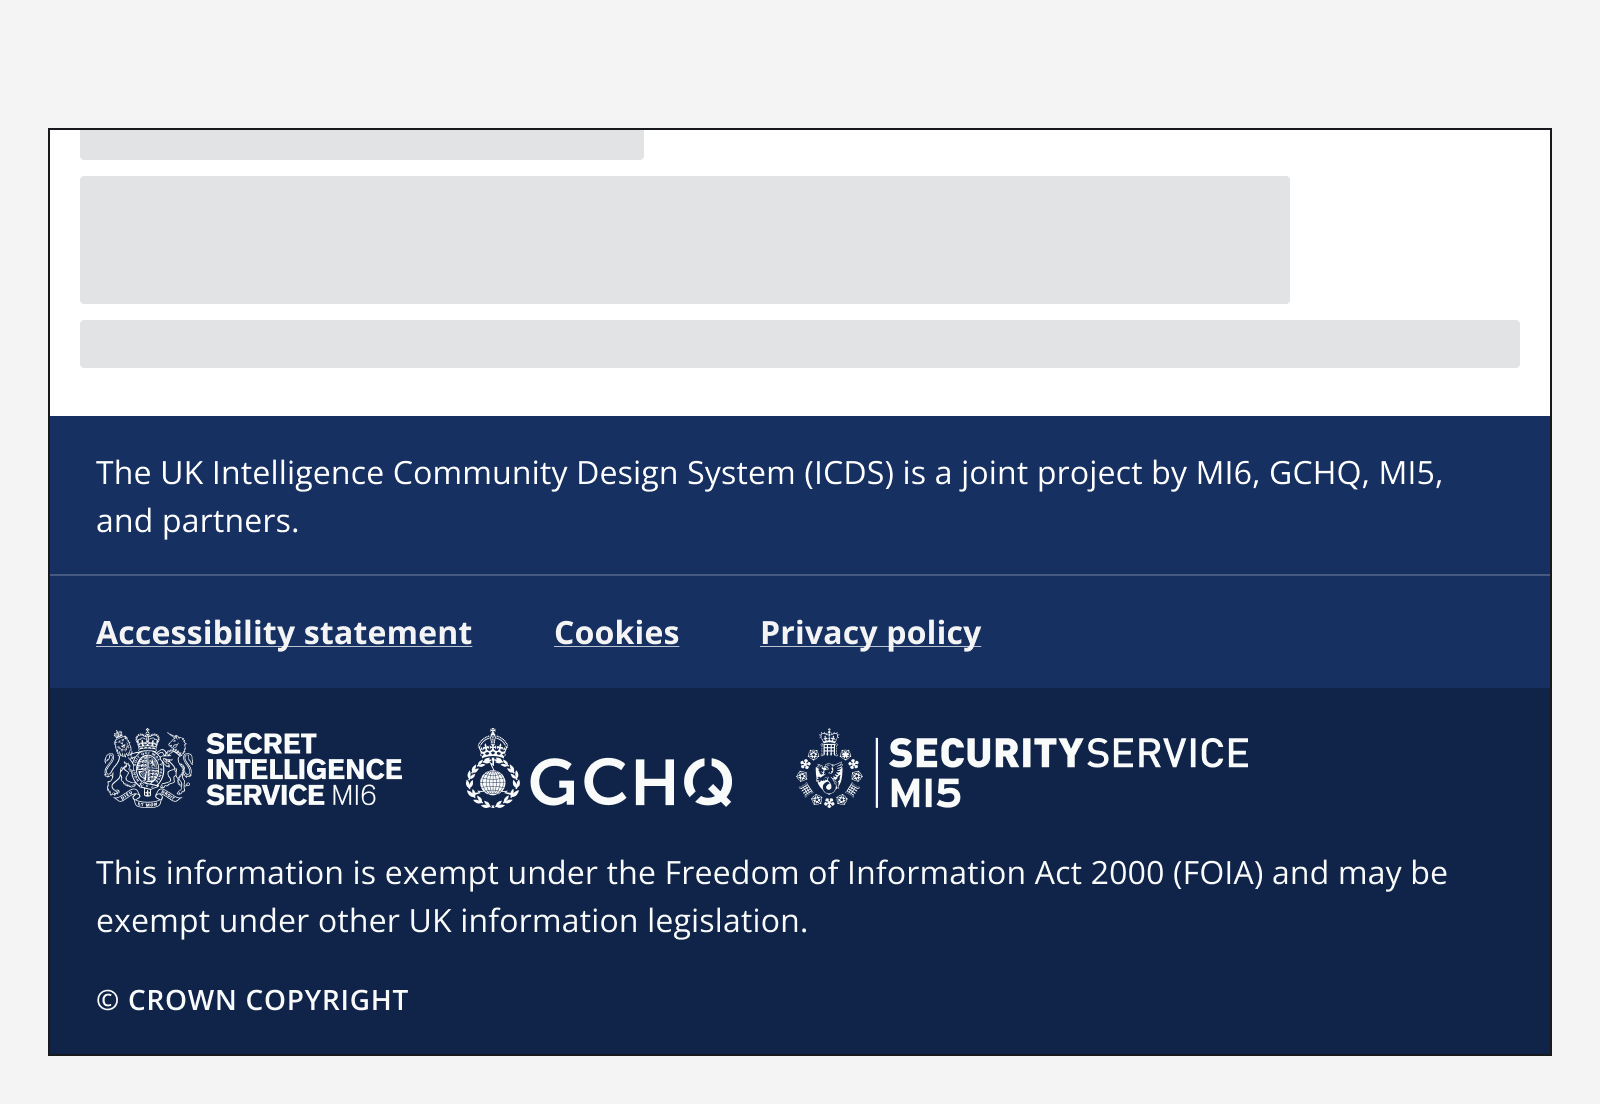 The UK Intelligence Community Design System (ICDS) is a joint project by MI6, GCHQ, MI5,
and partners.
Accessibility statement Cookies Privacy policy
SECRET
INTELLIGENCE
SERVICE MI6
GCHQ
SECURITYSERVICE
MI5
This information is exempt under the Freedom of Information Act 2000 (FOIA) and may be
exempt under other UK information legislation.
© CROWN COPYRIGHT